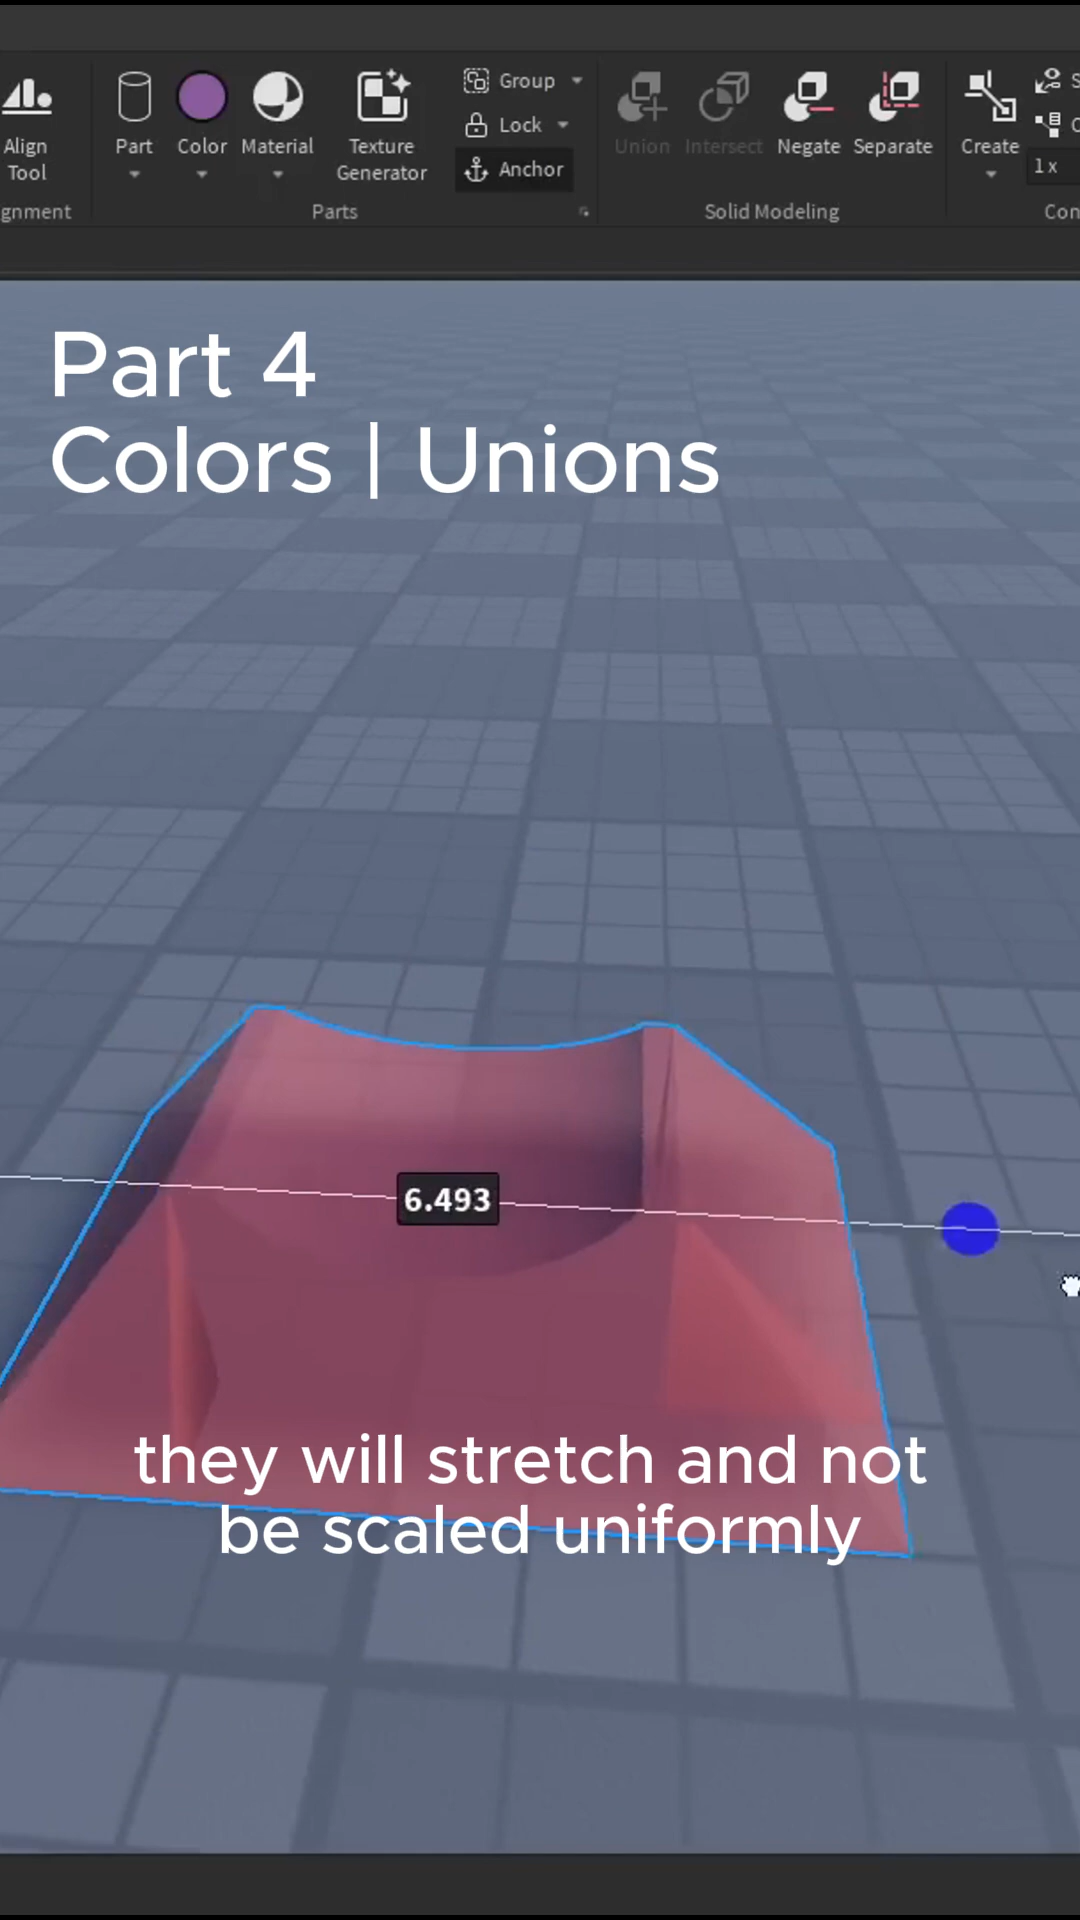 Align
Tool
Part
Color
Material
Texture
Generator
Group
Lock
Anchor
Union
Intersect
Negate
Separate
Create
1x
gnment
Parts
Solid Modeling
Con
Part 4
Colors | Unions
6.493
they will stretch and not
be scaled uniformly